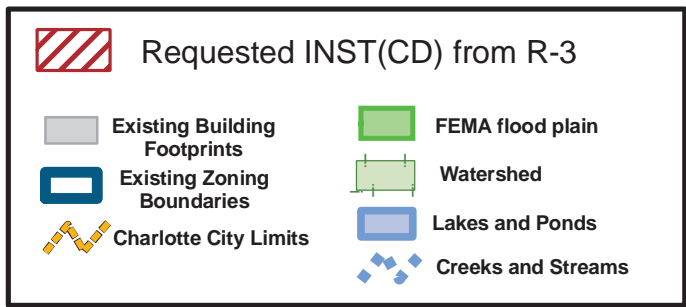 Requested INST(CD) from R-3
Existing Building
Footprints
Existing Zoning
Boundaries
Charlotte City Limits
FEMA flood plain
Watershed
Lakes and Ponds
Creeks and Streams